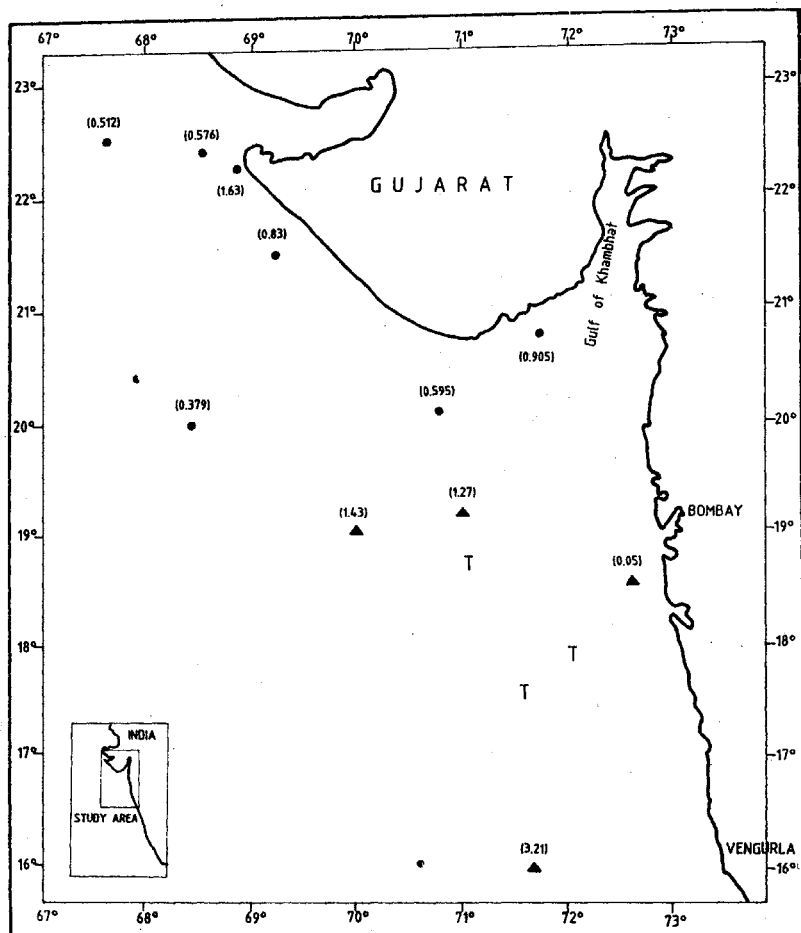 67° 68° 69° 70° 71° 72° 73°
23° 23°
(0.512) (0.576)
(1.63)
22° 22°
GUJARAT
(0.83)
Gulf of Khambhat
21° 21°
(0.905)
(0.595)
(0.379)
20° 20°
(1.27)
(1.43)
BOMBAY
19° 19°
(0.05)
T
18° 18°
T
T
INDIA
17° 17°
STUDY AREA
(3.21)
VENGURLA
16° 16°
67° 68° 69° 70° 71° 72° 73°